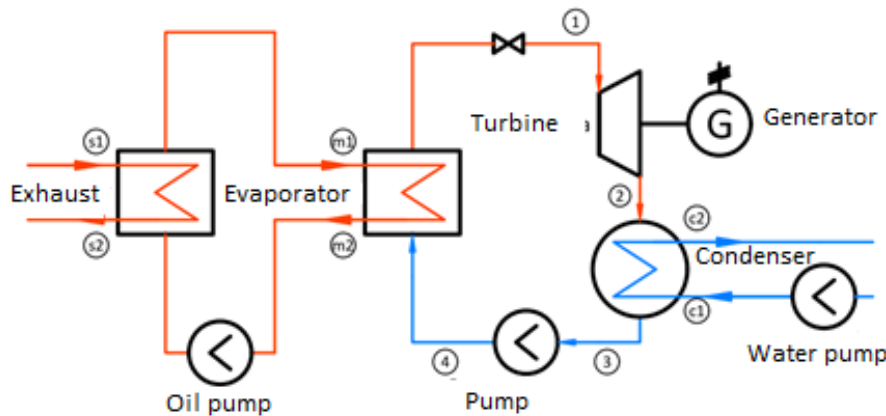 1
Turbine
a
G
Generator
s1
m1
Exhaust
Evaporator
2
c2
s2
m2
Condenser
c1
4
3
Water pump
Oil pump
Pump